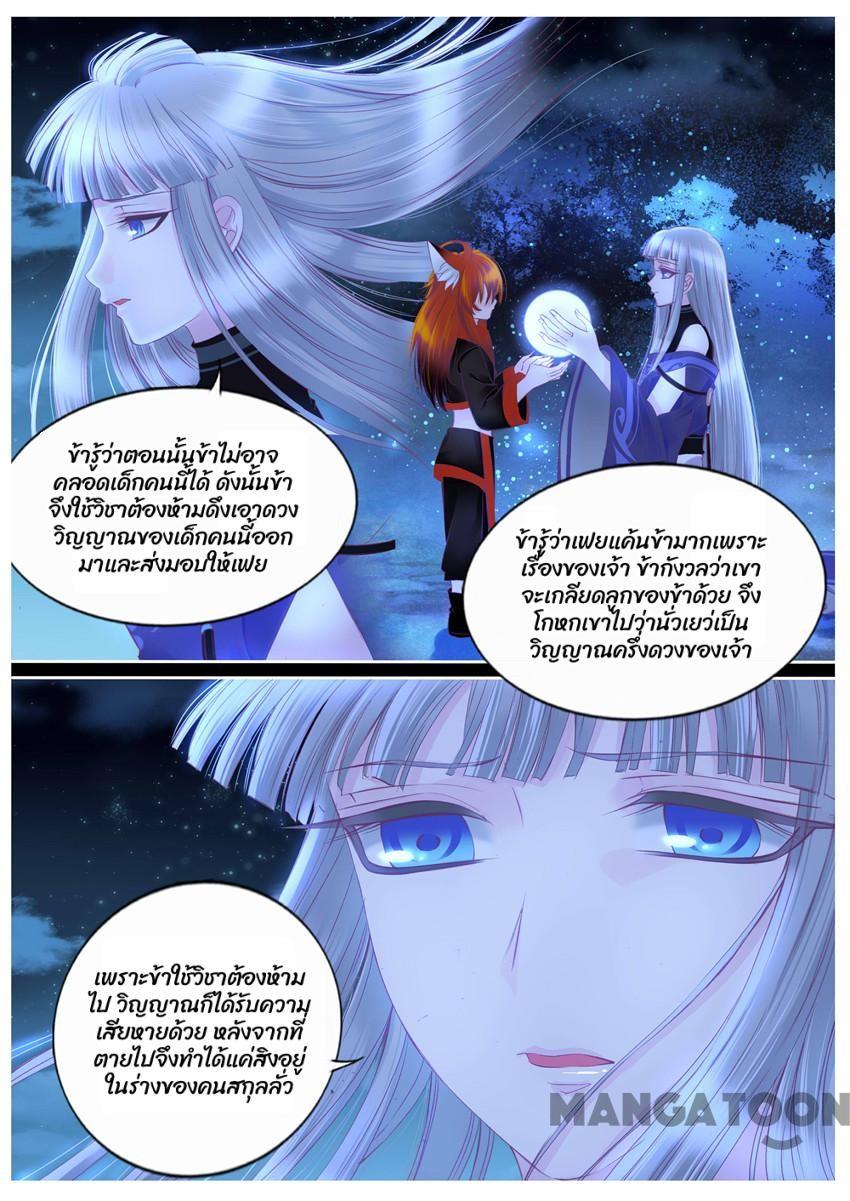 ข้ารู้ว่าตอนนั้นข้าไม่อาจ
คลอดเด็กคนนี้ได้ ดังนั้นข้า
จึงใช้วิชาต้องห้ามดึงเอาดวง
วิญญาณของเด็กคนนี้ออก
มาและส่งมอบให้เฟย
ข้ารู้ว่าเฟยแค้นข้ามากเพราะ
เรื่องของเจ้า ข้ากังวลว่าเขา
จะเกลียดลูกของข้าด้วย จึง
โกหกเขาไปว่านั่วเยว่เป็น
วิญญาณครึ่งดวงของเจ้า
เพราะข้าใช้วิชาต้องห้าม
ไป วิญญาณก็ได้รับความ
เสียหายด้วย หลังจากที่
ตายไปจึงทำได้แค่สิงอยู่
ในร่างของคนสกุลลั่ว
MANGATOON